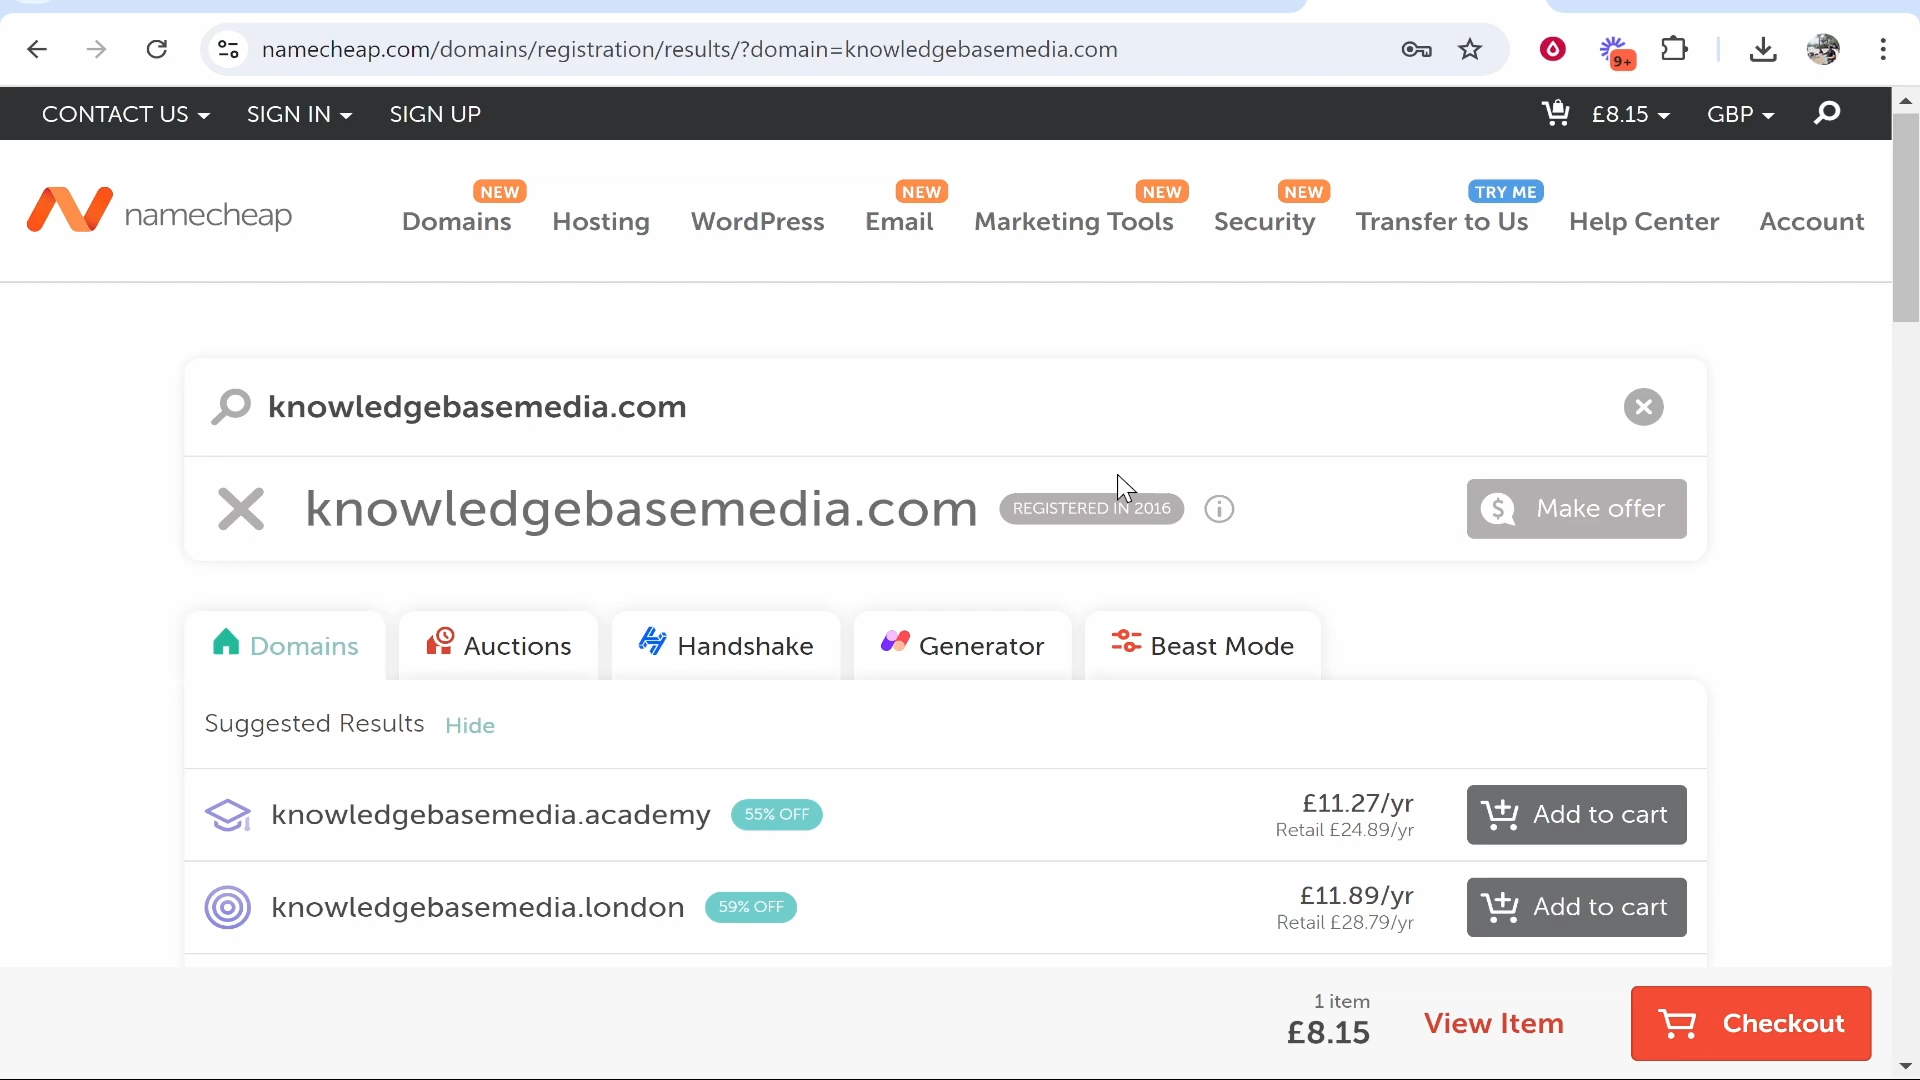 namecheap.com/domains/registration/results/?domain=knowledgebasemedia.com
9+
CONTACT US SIGN IN SIGN UP £8.15 GBP
namecheap
NEW NEW NEW NEW TRY ME
Domains Hosting WordPress Email Marketing Tools Security Transfer to Us Help Center Account
knowledgebasemedia.com
knowledgebasemedia.com REGISTERED IN 2016 Make offer
Domains Auctions Handshake Generator Beast Mode
Suggested Results Hide
knowledgebasemedia.academy 55% OFF £11.27/yr Add to cart
Retail £24.89/yr
knowledgebasemedia.london 59% OFF £11.89/yr Add to cart
Retail £28.79/yr
1 item
£8.15 View Item Checkout